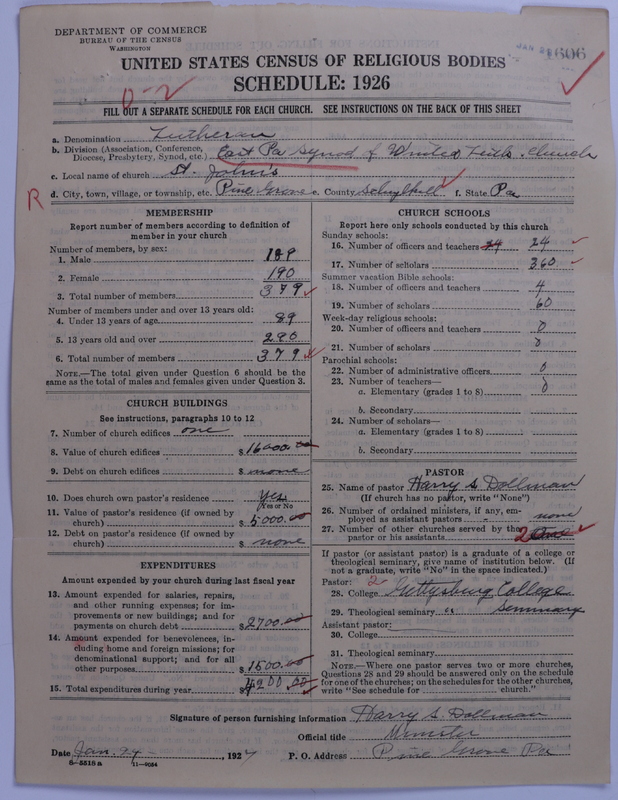 DEPARTMENT OF COMMERCE
BUREAU OF THE CENSUS
WASHINGTON
JAN 606
UNITED STATES CENSUS OF RELIGIOUS BODIES
SCHEDULE: 1926
0-2
FILL OUT A SEPARATE SCHEDULE FOR EACH CHURCH. SEE INSTRUCTIONS ON THE BACK OF THIS SHEET
a. Denomination Lutheran
b. Division (Association, Conference, Diocese, Presbytery, Synod, etc.) East Pa Synod of United Luth. Church
c. Local name of church St. John's
R
d. City, town, village, or township, etc. Pine Grove e. County Schuylkill f. State Pa
MEMBERSHIP
Report number of members according to definition of member in your church
Number of members, by sex:
1. Male 189
2. Female 190
3. Total number of members 379
Number of members under and over 13 years old:
4. Under 13 years of age 89
5. 13 years old and over 290
6. Total number of members 379
NOTE.—The total given under Question 6 should be the same as the total of males and females given under Question 3.
CHURCH BUILDINGS
See instructions, paragraphs 10 to 12
7. Number of church edifices one
8. Value of church edifices $ 16000.00
9. Debt on church edifices $ none
10. Does church own pastor's residence Yes
Yes or No
11. Value of pastor's residence (if owned by church) $ 5000.00
12. Debt on pastor's residence (if owned by church) $ none
EXPENDITURES
Amount expended by your church during last fiscal year
13. Amount expended for salaries, repairs, and other running expenses; for improvements or new buildings; and for payments on church debt $ 2700.00
14. Amount expended for benevolences, including home and foreign missions; for denominational support; and for all other purposes $ 1500.00
15. Total expenditures during year $ 4200.00
CHURCH SCHOOLS
Report here only schools conducted by this church
Sunday schools:
16. Number of officers and teachers 24 24
17. Number of scholars 360
Summer vacation Bible schools:
18. Number of officers and teachers 4
19. Number of scholars 60
Week-day religious schools:
20. Number of officers and teachers 0
21. Number of scholars 0
Parochial schools:
22. Number of administrative officers 0
23. Number of teachers—
a. Elementary (grades 1 to 8) 0
b. Secondary
24. Number of scholars—
a. Elementary (grades 1 to 8)
b. Secondary
PASTOR
25. Name of pastor Harry S. Dollman
(If church has no pastor, write "None")
26. Number of ordained ministers, if any, employed as assistant pastors none
27. Number of other churches served by the pastor or his assistants 2 One
If pastor (or assistant pastor) is a graduate of a college or theological seminary, give name of institution below. (If not a graduate, write "No" in the space indicated.)
Pastor: 2
28. College Gettysburg College
29. Theological seminary " Seminary
Assistant pastor:
30. College
31. Theological seminary
NOTE.—Where one pastor serves two or more churches, Questions 28 and 29 should be answered only on the schedule for one of the churches; on the schedules for the other churches, write "See schedule for church."
Signature of person furnishing information Harry S. Dollman
Official title Minister
Date Jan. 24 , 1927 P. O. Address Pine Grove Pa
8-5518 a 11-9084